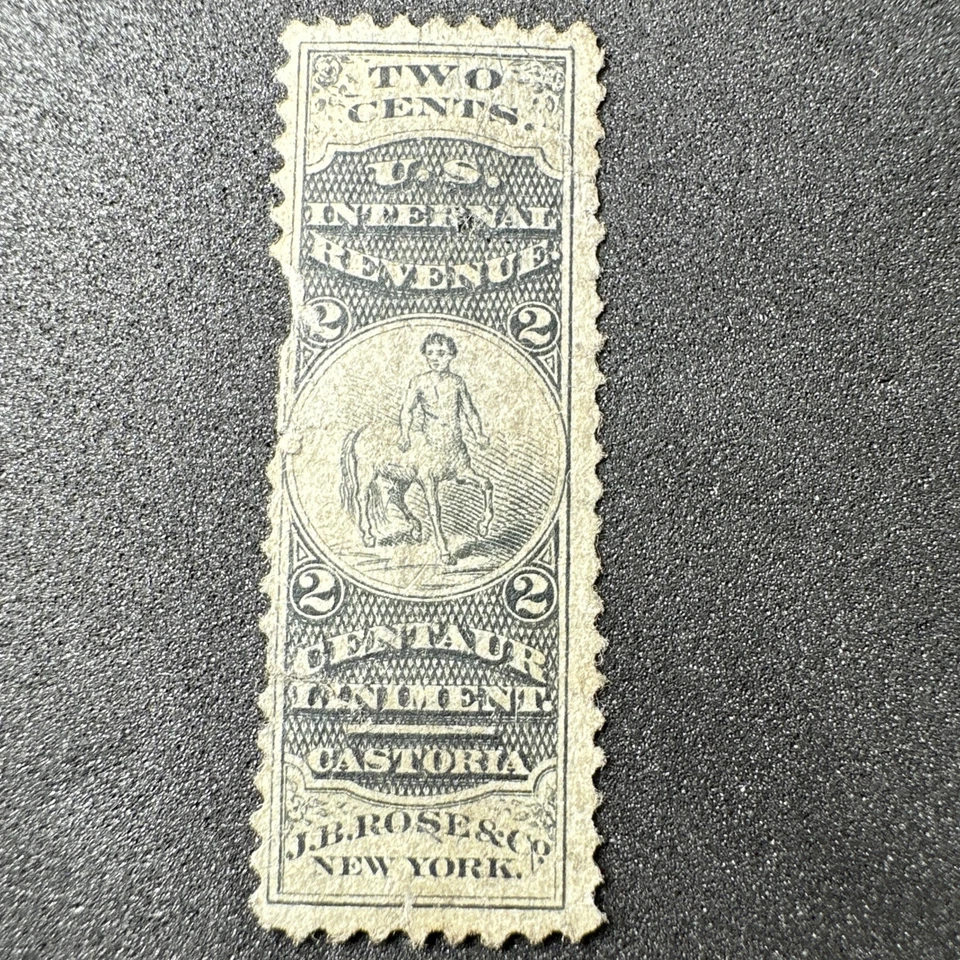 TWO
CENTS.
U.S.
INTERNAL
REVENUE.
2 2
2 2
CENTAUR
LINIMENT.
CASTORIA
J.B.ROSE & Co.
NEW YORK.